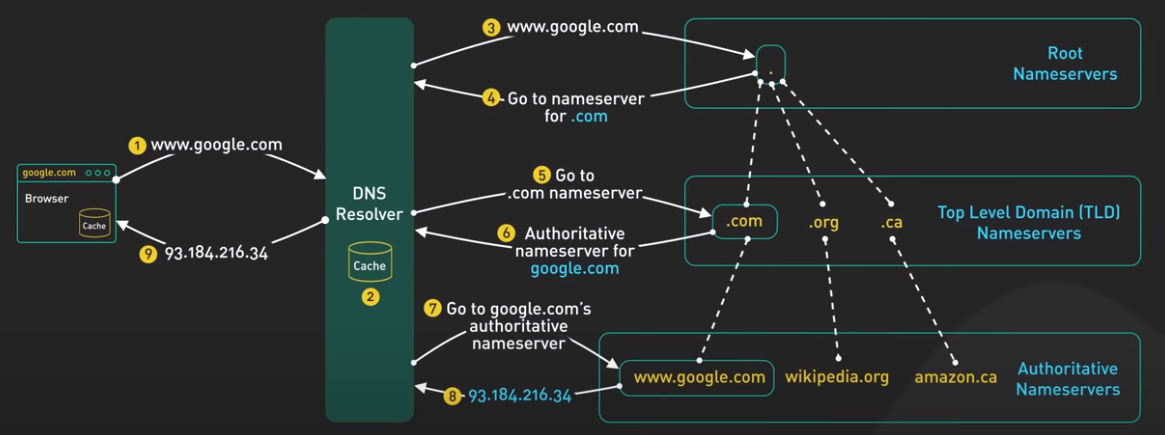 google.com
Browser
Cache
1 www.google.com
9 93.184.216.34
DNS
Resolver
Cache
2
3 www.google.com
4 Go to nameserver
for .com
5 Go to
.com nameserver
6 Authoritative
nameserver for
google.com
7 Go to google.com's
authoritative
nameserver
8 93.184.216.34
.
Root
Nameservers
.com
.org
.ca
Top Level Domain (TLD)
Nameservers
www.google.com
wikipedia.org
amazon.ca
Authoritative
Nameservers